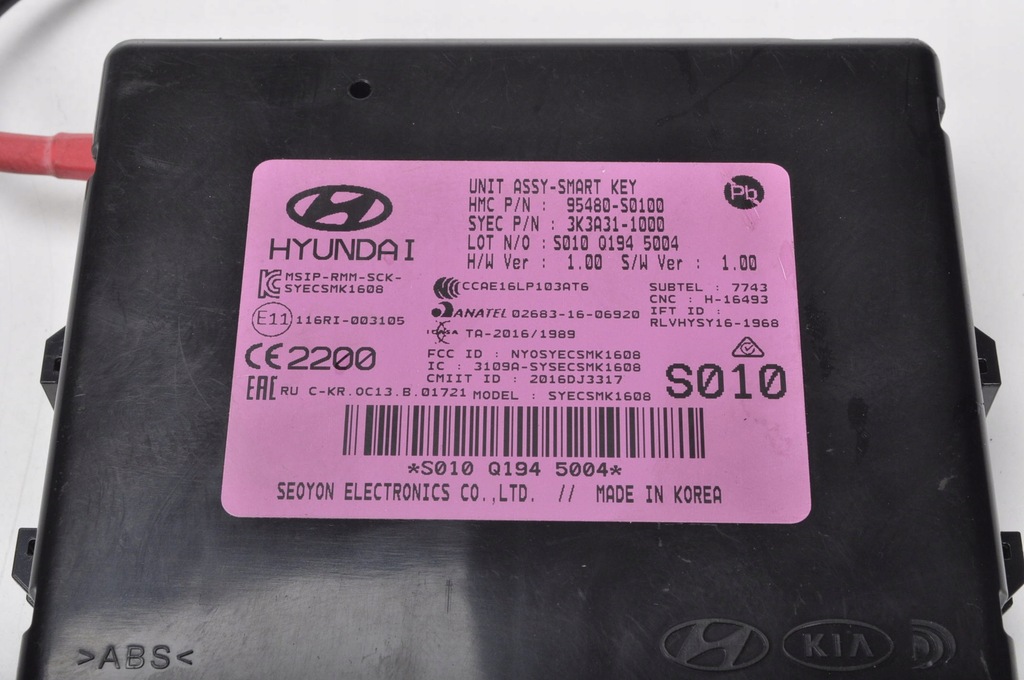 UNIT ASSY-SMART KEY
HMC P/N : 95480-S0100
SYEC P/N : 3K3A31-1000
LOT N/O : S010 Q194 5004
H/W Ver : 1.00 S/W Ver : 1.00
Pb
HYUNDAI
MSIP-RMM-SCK-
SYECSMK1608
E11 116RI-003105
CE 2200
EAC RU C-KR.OC13.B.01721
CCAE16LP103AT6
ANATEL 02683-16-06920
ICASA TA-2016/1989
FCC ID : NYOSYECSMK1608
IC : 3109A-SYSECSMK1608
CMIIT ID : 2016DJ3317
MODEL : SYECSMK1608
SUBTEL : 7743
CNC : H-16493
IFT ID :
RLVHYSY16-1968
S010
*S010 Q194 5004*
SEOYON ELECTRONICS CO.,LTD. // MADE IN KOREA
>ABS<
KIA